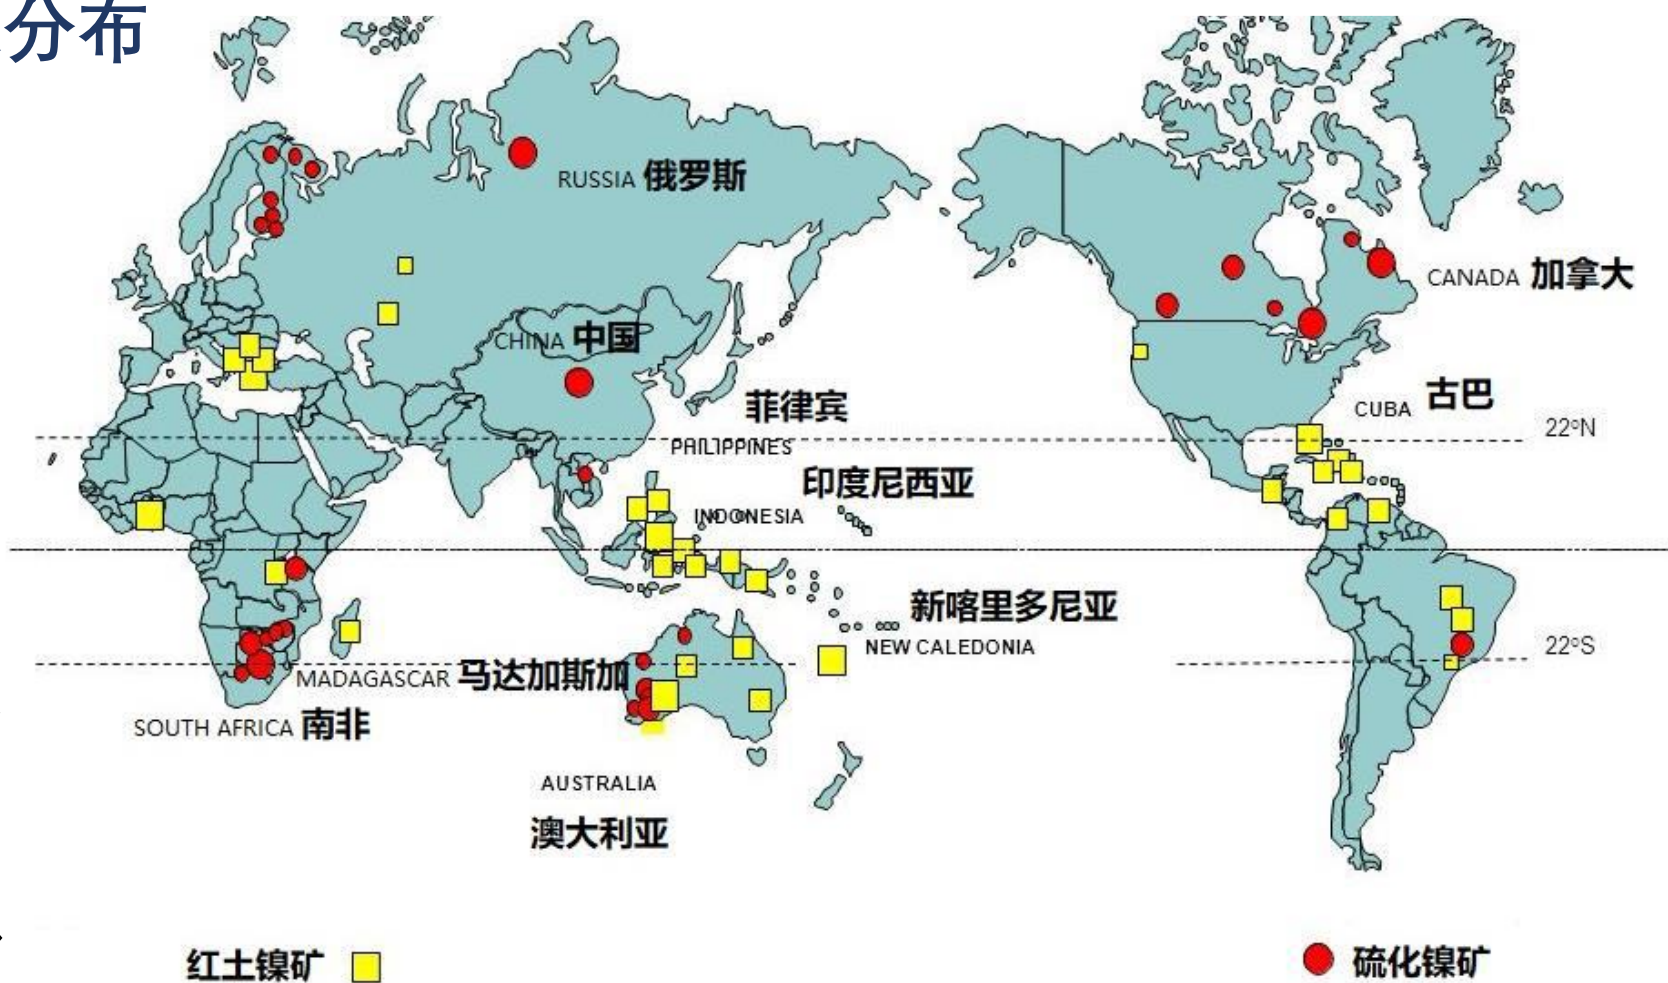 分布
RUSSIA 俄罗斯
CANADA 加拿大
CHINA 中国
古巴
CUBA
菲律宾
PHILIPPINES
22°N
印度尼西亚
INDONESIA
新喀里多尼亚
NEW CALEDONIA
22°S
MADAGASCAR 马达加斯加
SOUTH AFRICA 南非
AUSTRALIA
澳大利亚
红土镍矿
硫化镍矿